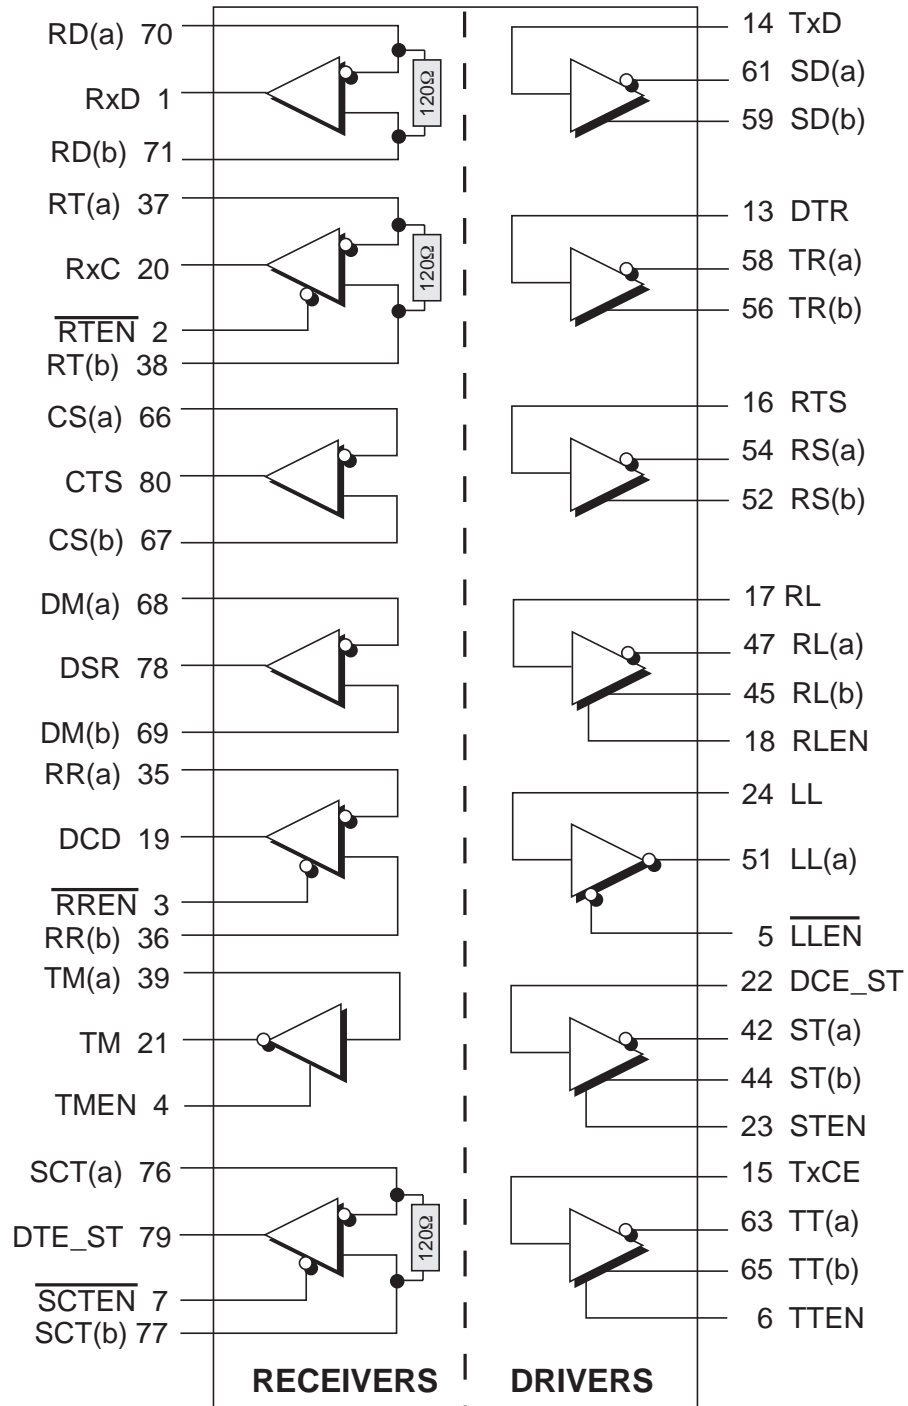 RD(a) 70
120Ω
RxD 1
RD(b) 71
RT(a) 37
120Ω
RxC 20
RTEN 2
RT(b) 38
CS(a) 66
CTS 80
CS(b) 67
DM(a) 68
DSR 78
DM(b) 69
RR(a) 35
DCD 19
RREN 3
RR(b) 36
TM(a) 39
TM 21
TMEN 4
SCT(a) 76
120Ω
DTE_ST 79
SCTEN 7
SCT(b) 77
RECEIVERS
14 TxD
61 SD(a)
59 SD(b)
13 DTR
58 TR(a)
56 TR(b)
16 RTS
54 RS(a)
52 RS(b)
17 RL
47 RL(a)
45 RL(b)
18 RLEN
24 LL
51 LL(a)
5 LLEN
22 DCE_ST
42 ST(a)
44 ST(b)
23 STEN
15 TxCE
63 TT(a)
65 TT(b)
6 TTEN
DRIVERS